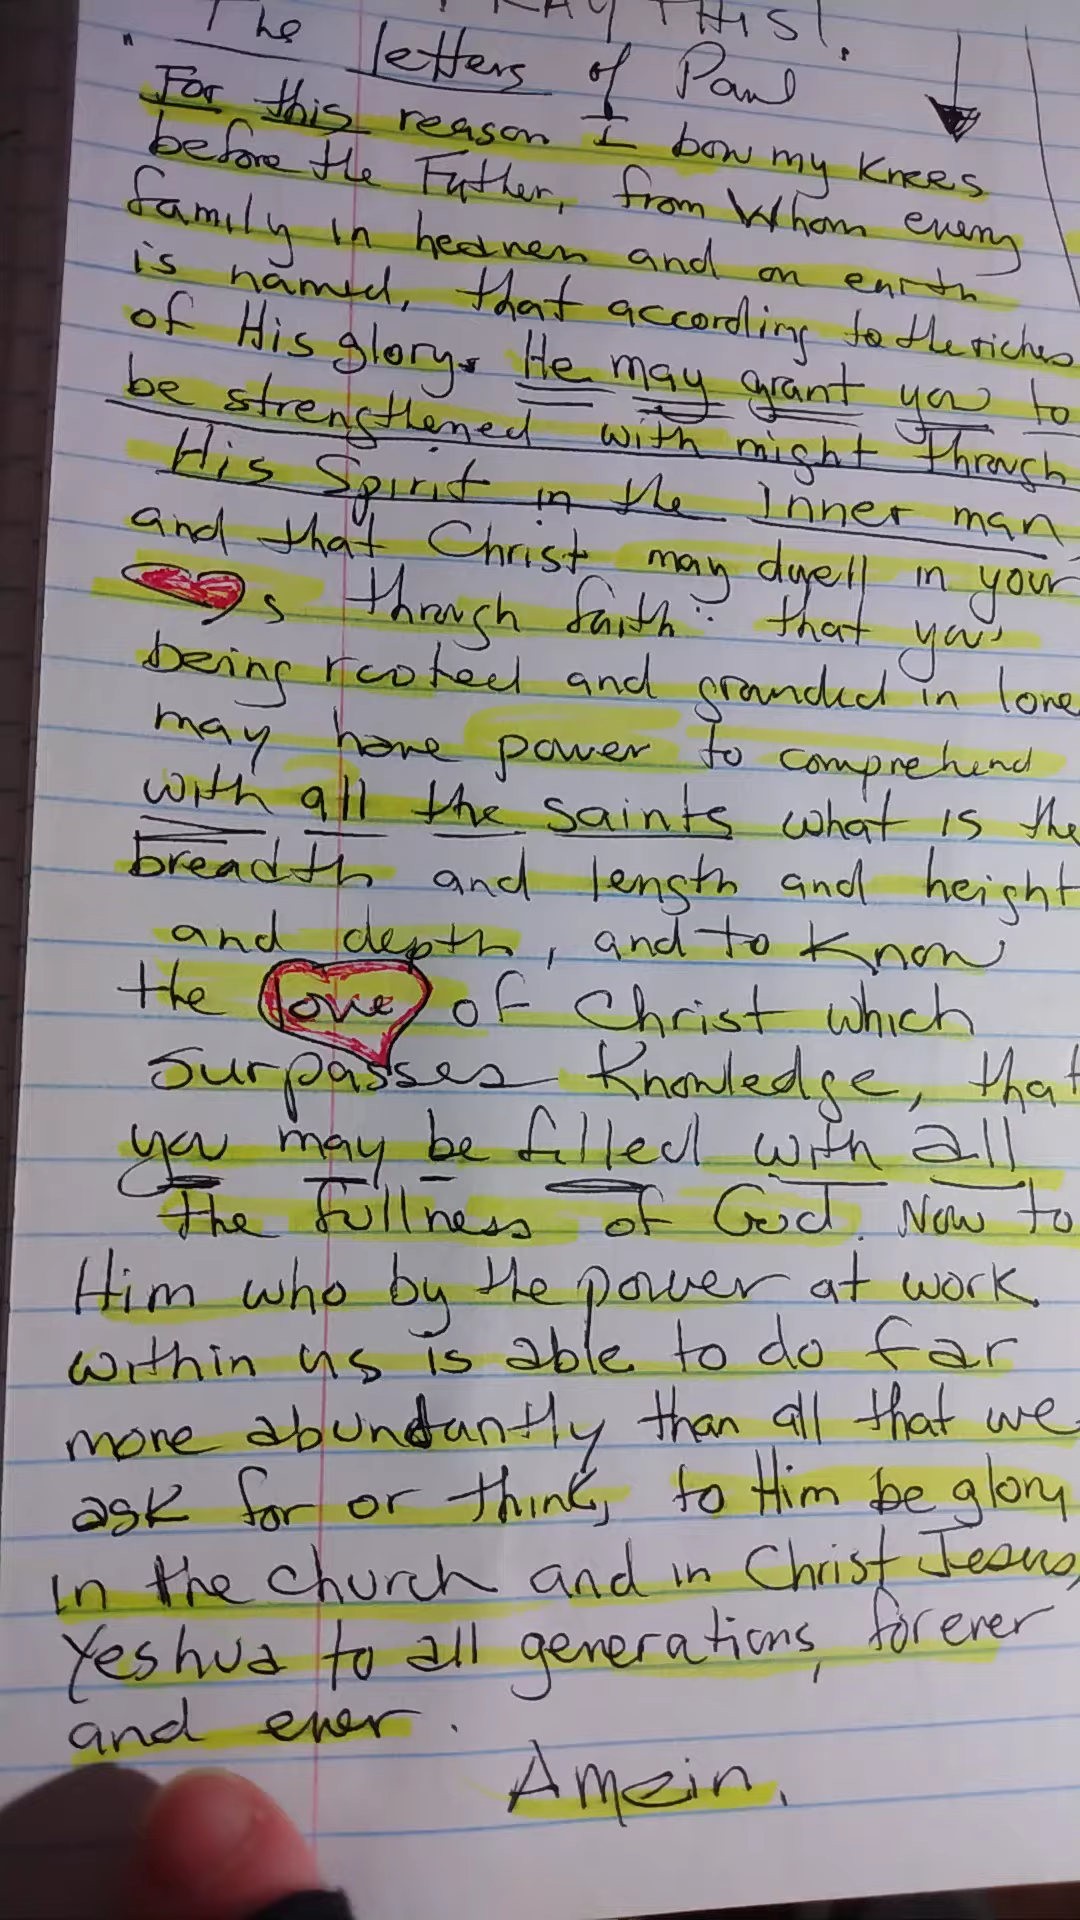 PRAY THIS!
" The letters of Paul
For this reason I bow my knees
before the Father, from Whom every
family in heaven and on earth
is named, that according to the riches
of His glory. He may grant you to
be strengthened with might through
His Spirit in the Inner man,
and that Christ may dwell in your
s through faith: that you
being rooted and grounded in love
may have power to comprehend
with all the saints what is the
breadth and length and height
and depth, and to know
the love of Christ which
surpasses knowledge, that
you may be filled with all
the fullness of God. Now to
Him who by the power at work
within us is able to do far
more abundantly than all that we
ask for or think, to Him be glory
in the church and in Christ Jesus,
Yeshua to all generations, forever
and ever.
Amein.